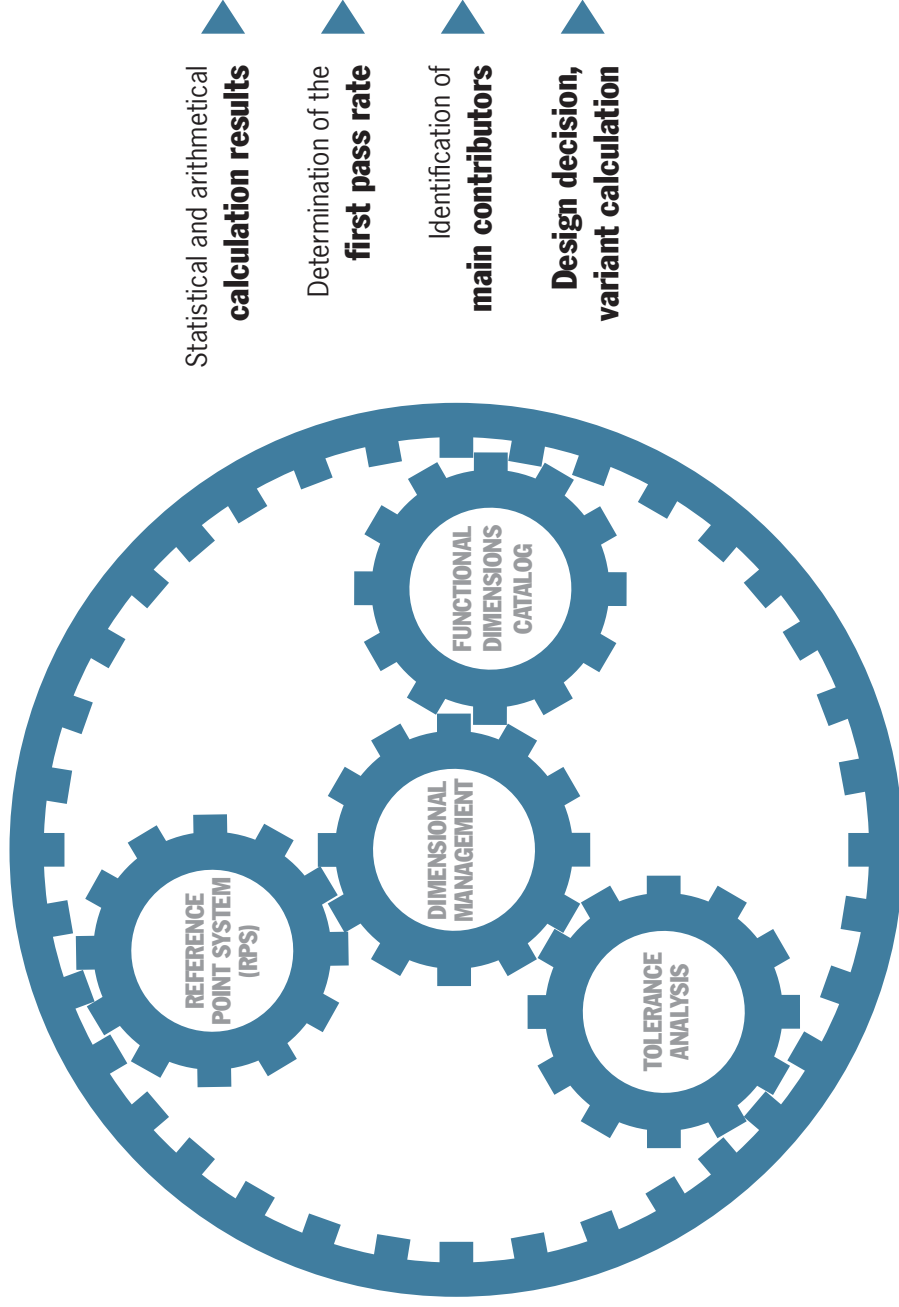 REFERENCE
POINT SYSTEM
(RPS)
DIMENSIONAL
MANAGEMENT
FUNCTIONAL
DIMENSIONS
CATALOG
TOLERANCE
ANALYSIS
Statistical and arithmetical
calculation results
Determination of the
first pass rate
Identification of
main contributors
Design decision,
variant calculation